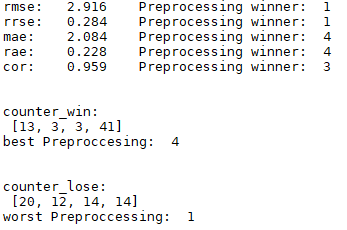 rmse:   2.916    Preprocessing winner:  1
rrse:   0.284    Preprocessing winner:  1
mae:    2.084    Preprocessing winner:  4
rae:    0.228    Preprocessing winner:  4
cor:    0.959    Preprocessing winner:  3
counter_win:
[13, 3, 3, 41]
best Preproccesing:  4
counter_lose:
[20, 12, 14, 14]
worst Preproccessing:  1